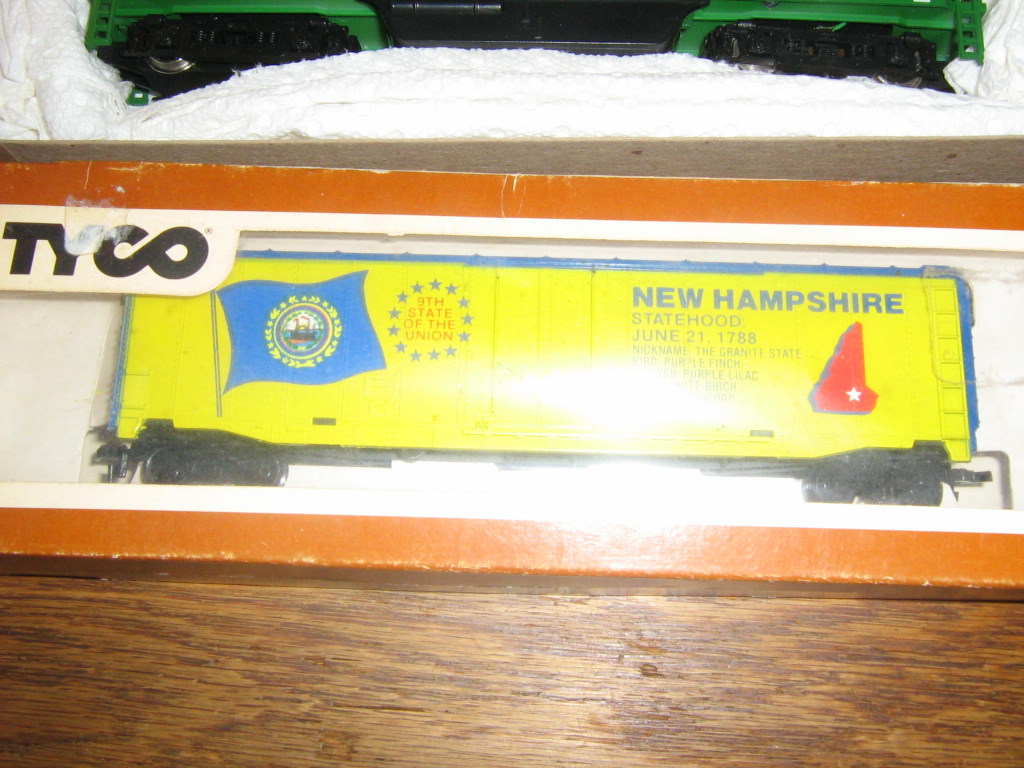 TYCO®
9TH
STATE
OF THE
UNION
NEW HAMPSHIRE
STATEHOOD:
JUNE 21, 1788
NICKNAME: THE GRANITE STATE
BIRD: PURPLE FINCH
PURPLE LILAC
BIRCH